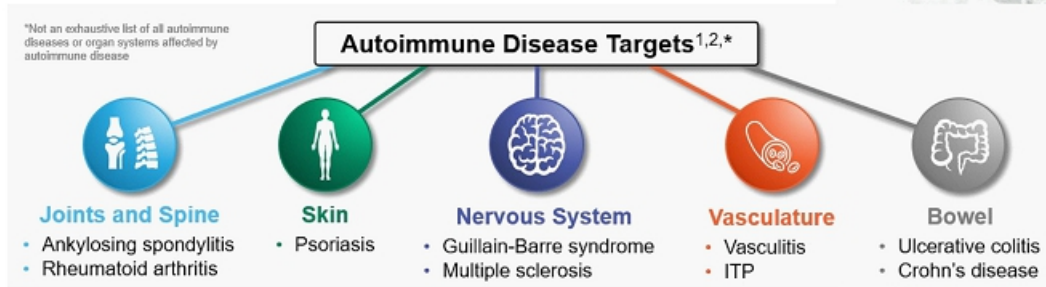 *Not an exhaustive list of all autoimmune
diseases or organ systems affected by
autoimmune disease
Autoimmune Disease Targets1,2,*
Joints and Spine
• Ankylosing spondylitis
• Rheumatoid arthritis
Skin
• Psoriasis
Nervous System
• Guillain-Barre syndrome
• Multiple sclerosis
Vasculature
• Vasculitis
• ITP
Bowel
• Ulcerative colitis
• Crohn's disease